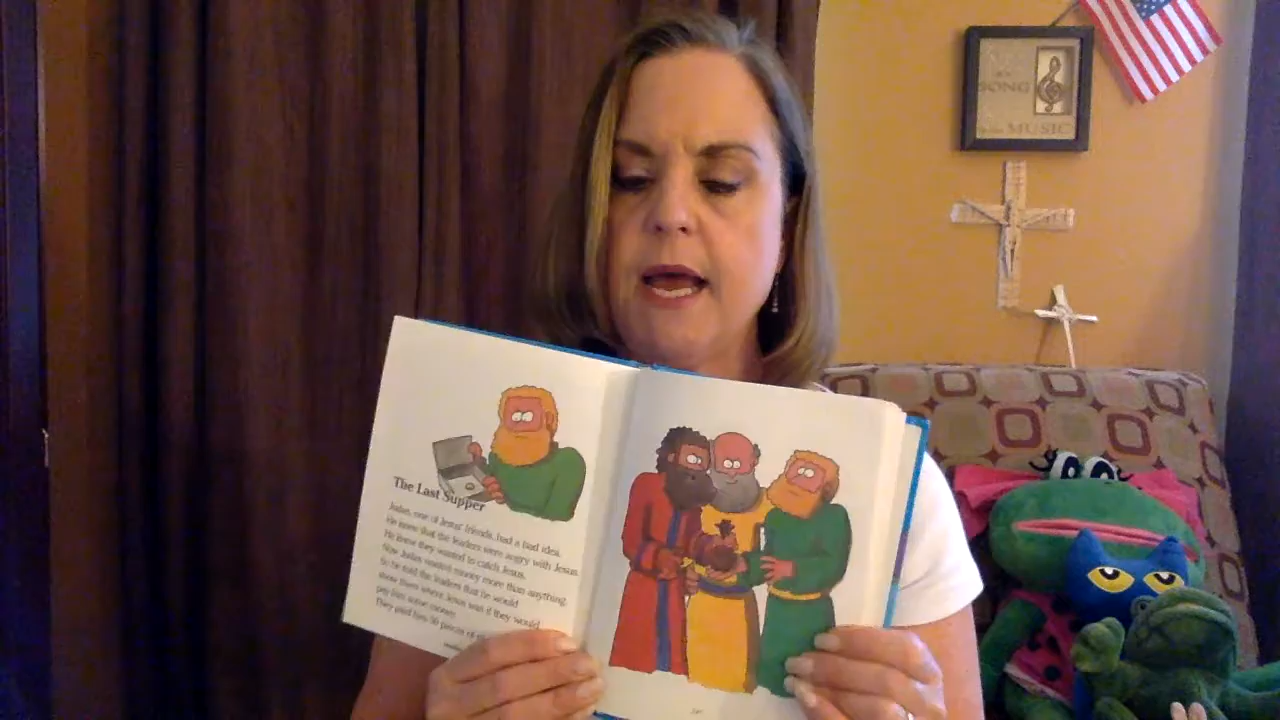 SONG
MUSIC
The Last Supper
Judas, one of Jesus' friends, had a bad idea.
He knew that the leaders were angry with Jesus.
He knew they wanted to catch Jesus.
Now Judas wanted money more than anything.
So he told the leaders that he would
show them where Jesus was if they would
pay him some money.
They paid him 30 pieces of